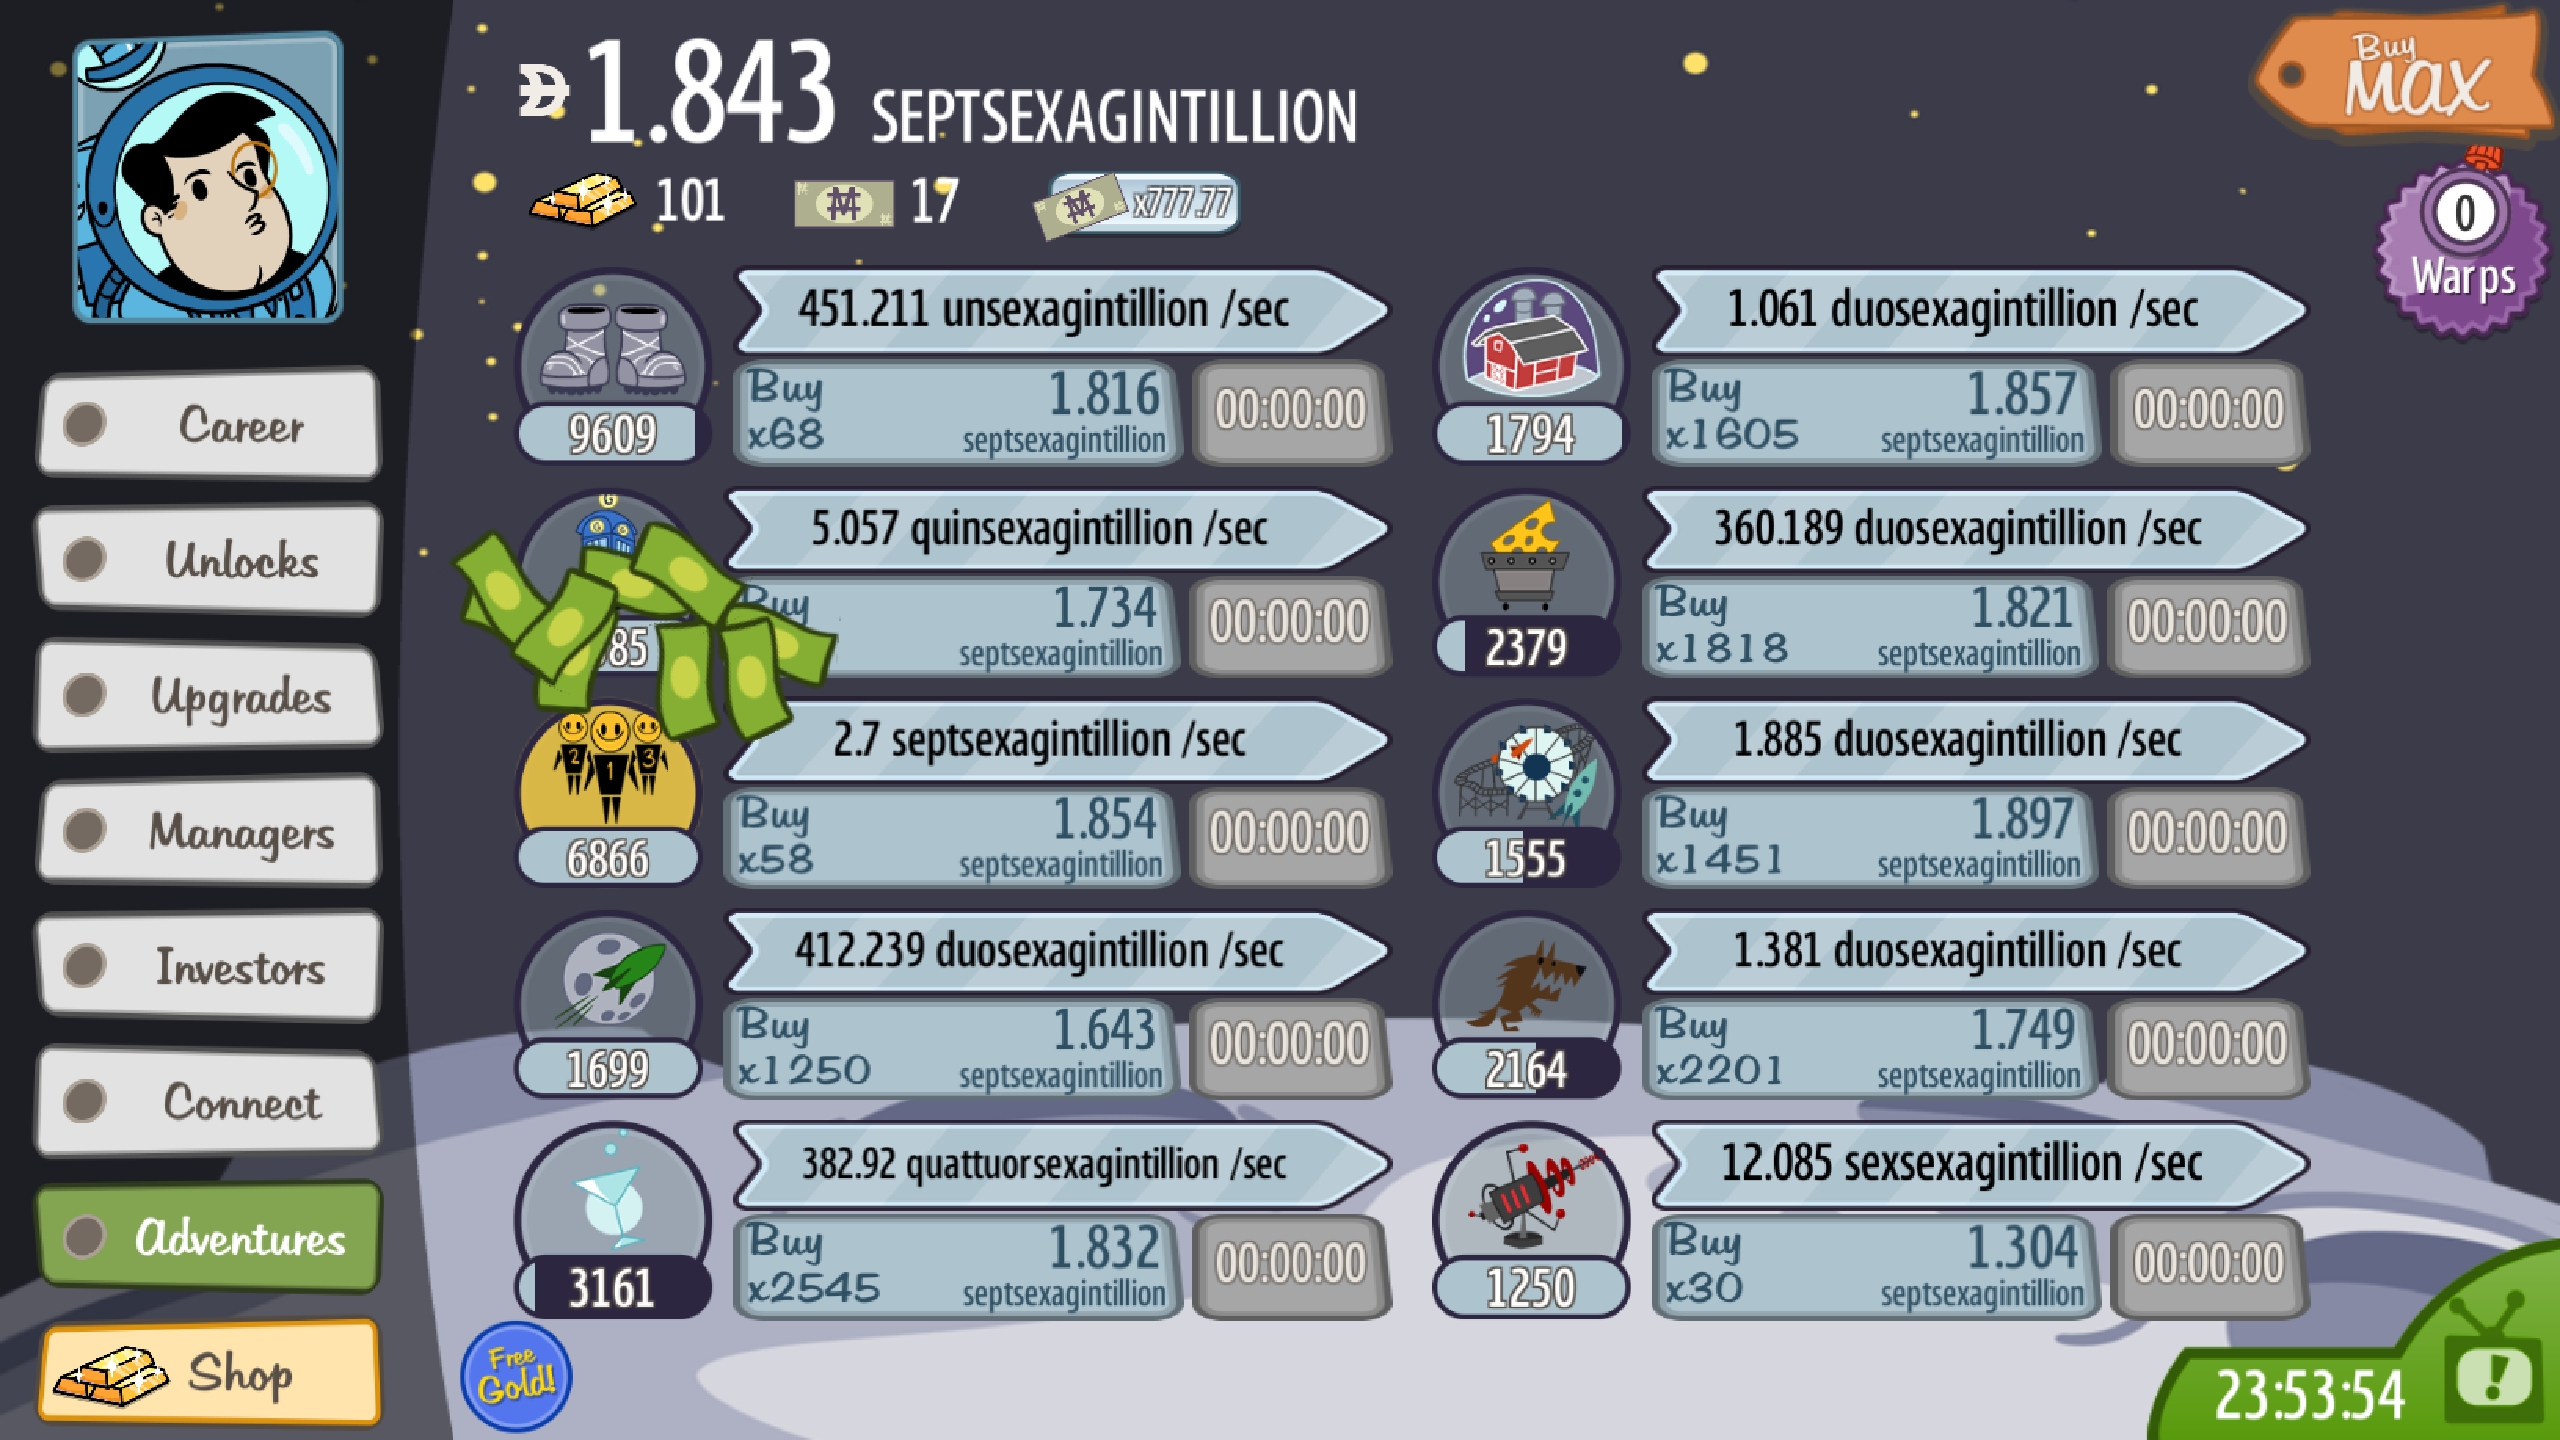 1.843 SEPTSEXAGINTILLION
101 17 x777.77
Buy
MAX
0
Warps
Career
Unlocks
Upgrades
Managers
Investors
Connect
Adventures
Shop
451.211 unsexagintillion /sec
9609
Buy 1.816
x68 septsexagintillion
00:00:00
G
5.057 quinsexagintillion /sec
Buy 1.734
septsexagintillion
00:00:00
2 1 3
2.7 septsexagintillion /sec
6866
Buy 1.854
x58 septsexagintillion
00:00:00
412.239 duosexagintillion /sec
1699
Buy 1.643
x1250 septsexagintillion
00:00:00
382.92 quattuorsexagintillion /sec
3161
Buy 1.832
x2545 septsexagintillion
00:00:00
1.061 duosexagintillion /sec
1794
Buy 1.857
x1605 septsexagintillion
00:00:00
360.189 duosexagintillion /sec
2379
Buy 1.821
x1818 septsexagintillion
00:00:00
1.885 duosexagintillion /sec
1555
Buy 1.897
x1451 septsexagintillion
00:00:00
1.381 duosexagintillion /sec
2164
Buy 1.749
x2201 septsexagintillion
00:00:00
12.085 sexsexagintillion /sec
1250
Buy 1.304
x30 septsexagintillion
00:00:00
Free
Gold!
23:53:54
!